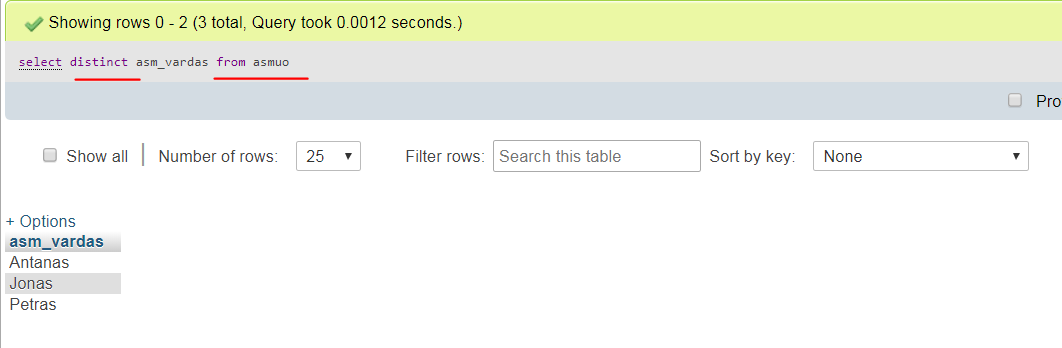 Showing rows 0 - 2 (3 total, Query took 0.0012 seconds.)
select distinct asm_vardas from asmuo
Pro
Show all | Number of rows: 25 Filter rows: Search this table Sort by key: None
+ Options
asm_vardas
Antanas
Jonas
Petras